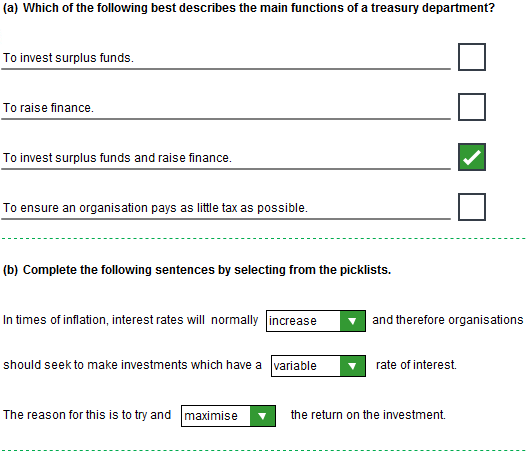 (a) Which of the following best describes the main functions of a treasury department?
To invest surplus funds.
To raise finance.
To invest surplus funds and raise finance.
To ensure an organisation pays as little tax as possible.
(b) Complete the following sentences by selecting from the picklists.
In times of inflation, interest rates will normally increase and therefore organisations
should seek to make investments which have a variable rate of interest.
The reason for this is to try and maximise the return on the investment.